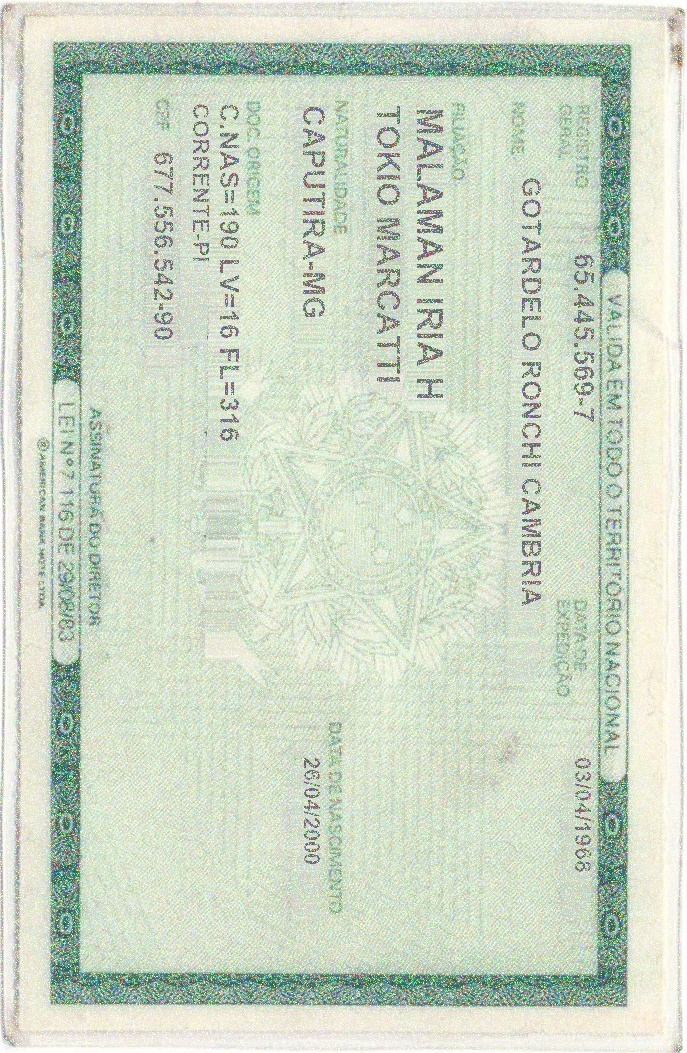 VÁLIDA EM TODO O TERRITÓRIO NACIONAL
REGISTRO GERAL 65.445.569-7 DATA DE EXPEDIÇÃO 03/04/1968
NOME GOTARDELO RONCHI CAMBRIA
FILIAÇÃO
MALAMAN IRIA H
TOKIO MARCATTI
NATURALIDADE DATA DE NASCIMENTO
CAPUTIRA-MG 26/04/2000
DOC. ORIGEM
C.NAS=190 LV=16 FL=316
CORRENTE-PI
CPF 677.556.542-90
ASSINATURA DO DIRETOR
LEI Nº 7.116 DE 29/08/83
© AMERICAN BANK NOTE LTDA.